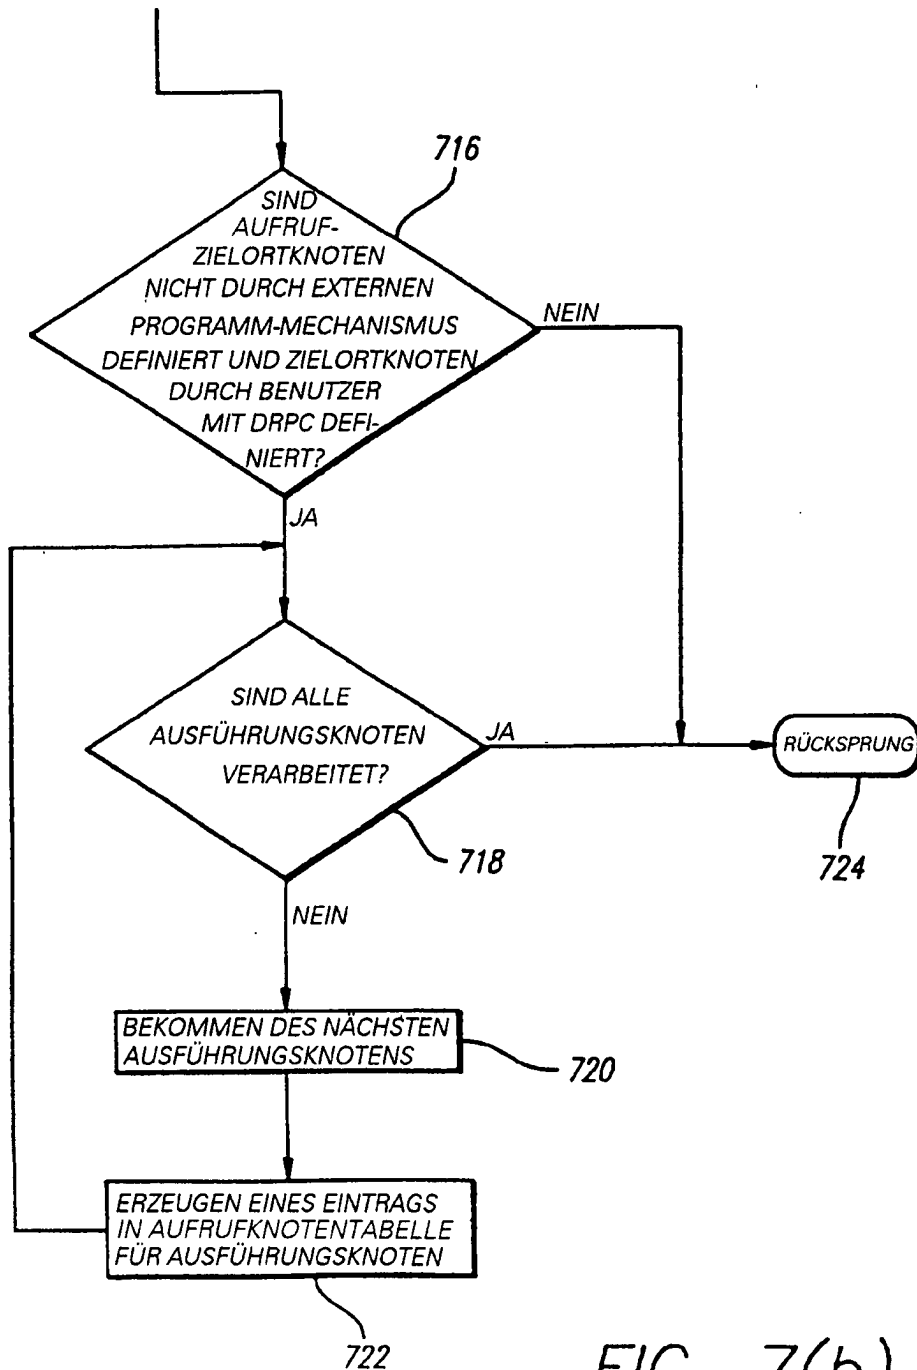 716
SIND
AUFRUF-
ZIELORTKNOTEN
NICHT DURCH EXTERNEN
PROGRAMM-MECHANISMUS
DEFINIERT UND ZIELORTKNOTEN
DURCH BENUTZER
MIT DRPC DEFI-
NIERT?
NEIN
JA
SIND ALLE
AUSFÜHRUNGSKNOTEN
VERARBEITET?
JA
RÜCKSPRUNG
718
724
NEIN
BEKOMMEN DES NÄCHSTEN
AUSFÜHRUNGSKNOTENS
720
ERZEUGEN EINES EINTRAGS
IN AUFRUFKNOTENTABELLE
FÜR AUSFÜHRUNGSKNOTEN
722
FIG. 7(b)